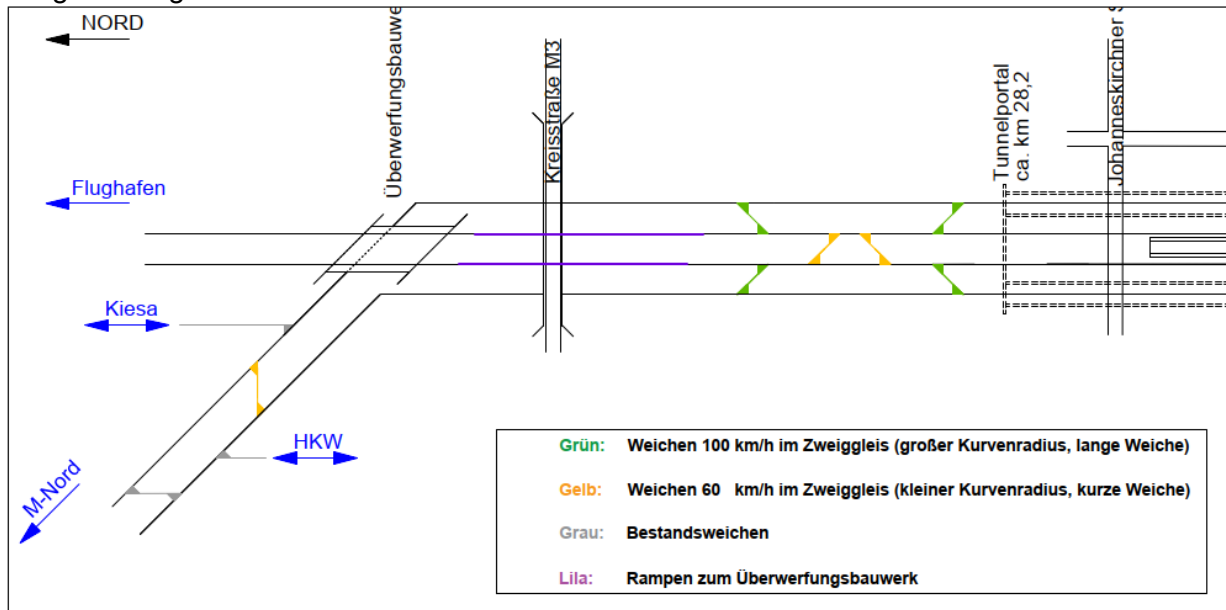 NORD
Überwerfungsbauwe
Kreisstraße M3
Tunnelportal
ca. km 28,2
Johanneskirchner S
Flughafen
Kiesa
HKW
M-Nord
Grün: Weichen 100 km/h im Zweiggleis (großer Kurvenradius, lange Weiche)
Gelb: Weichen 60 km/h im Zweiggleis (kleiner Kurvenradius, kurze Weiche)
Grau: Bestandsweichen
Lila: Rampen zum Überwerfungsbauwerk